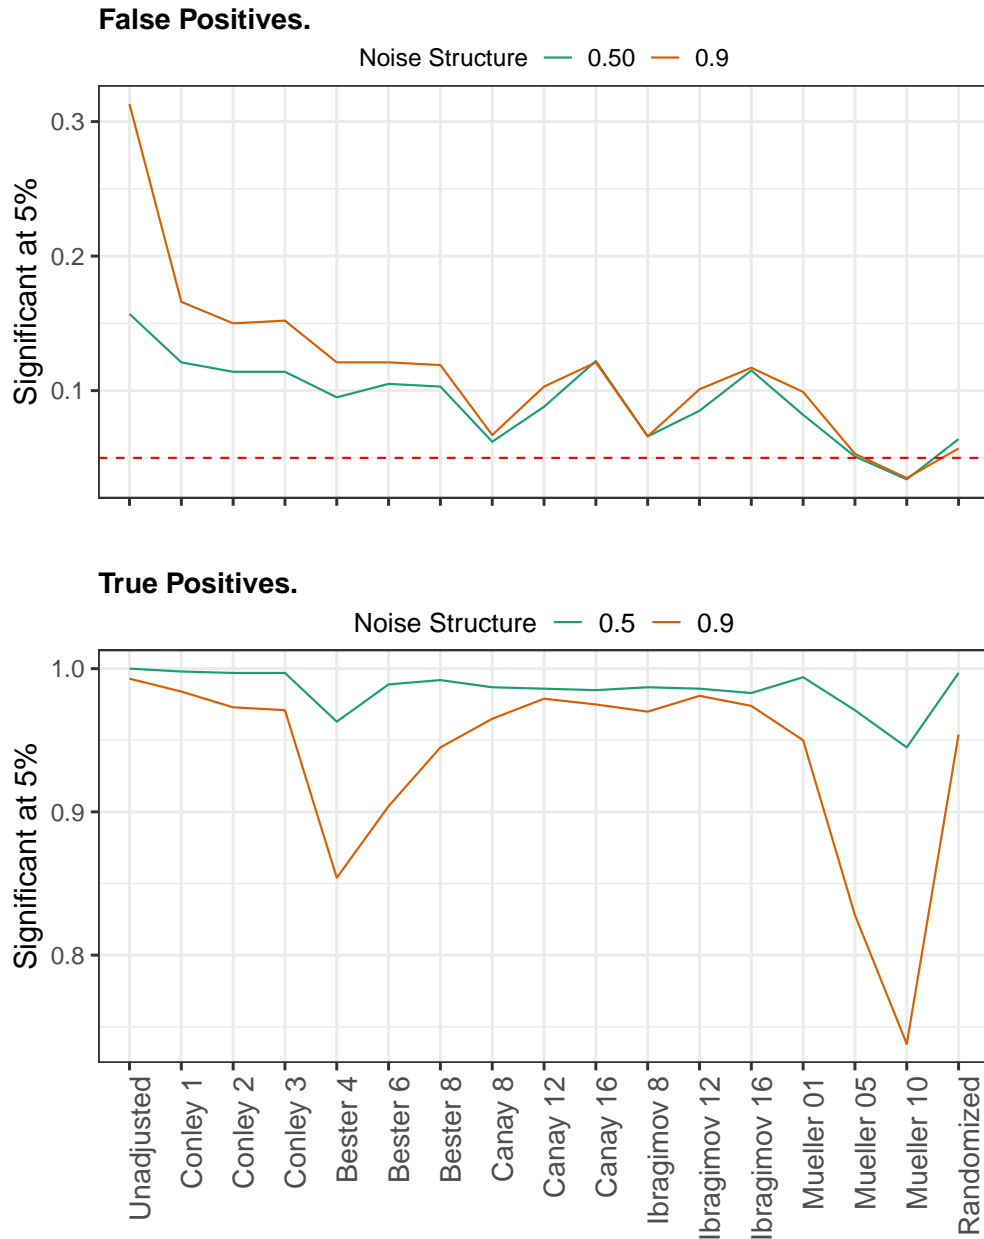 False Positives.
Noise Structure 0.50 0.9
Significant at 5%
0.3
0.2
0.1
True Positives.
Noise Structure 0.5 0.9
Significant at 5%
1.0
0.9
0.8
Unadjusted
Conley 1
Conley 2
Conley 3
Bester 4
Bester 6
Bester 8
Canay 8
Canay 12
Canay 16
Ibragimov 8
Ibragimov 12
Ibragimov 16
Mueller 01
Mueller 05
Mueller 10
Randomized